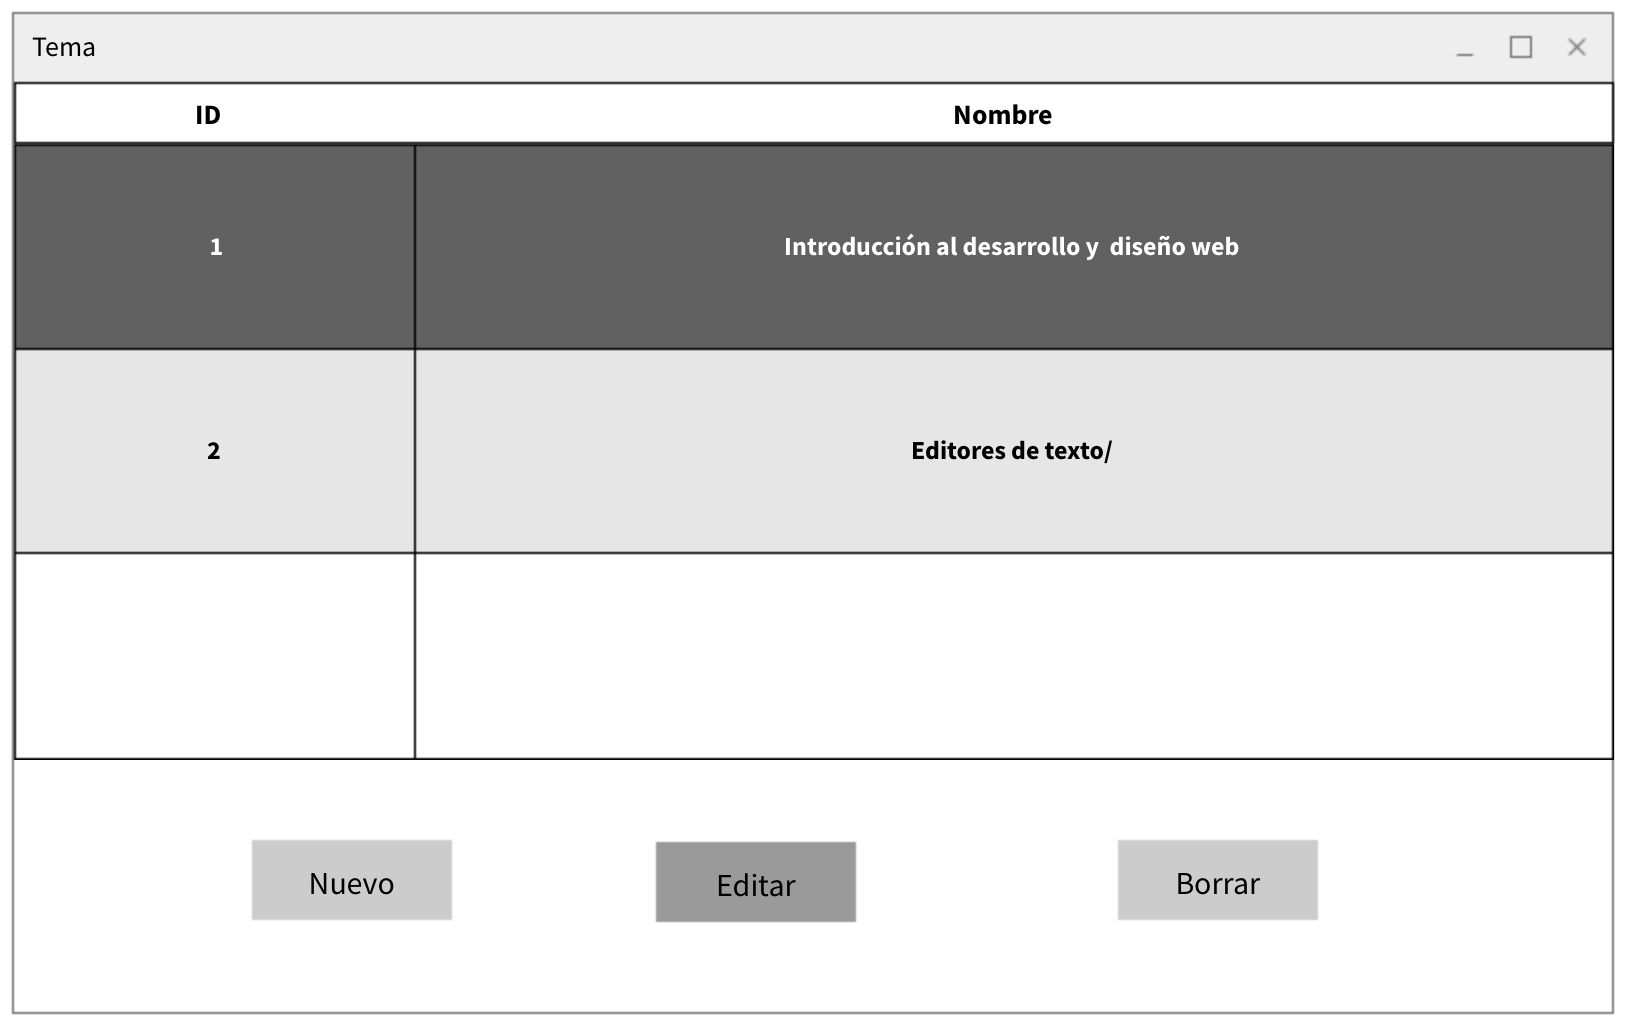 Tema
ID Nombre
1 Introducción al desarrollo y  diseño web
2 Editores de texto/
Nuevo Editar Borrar